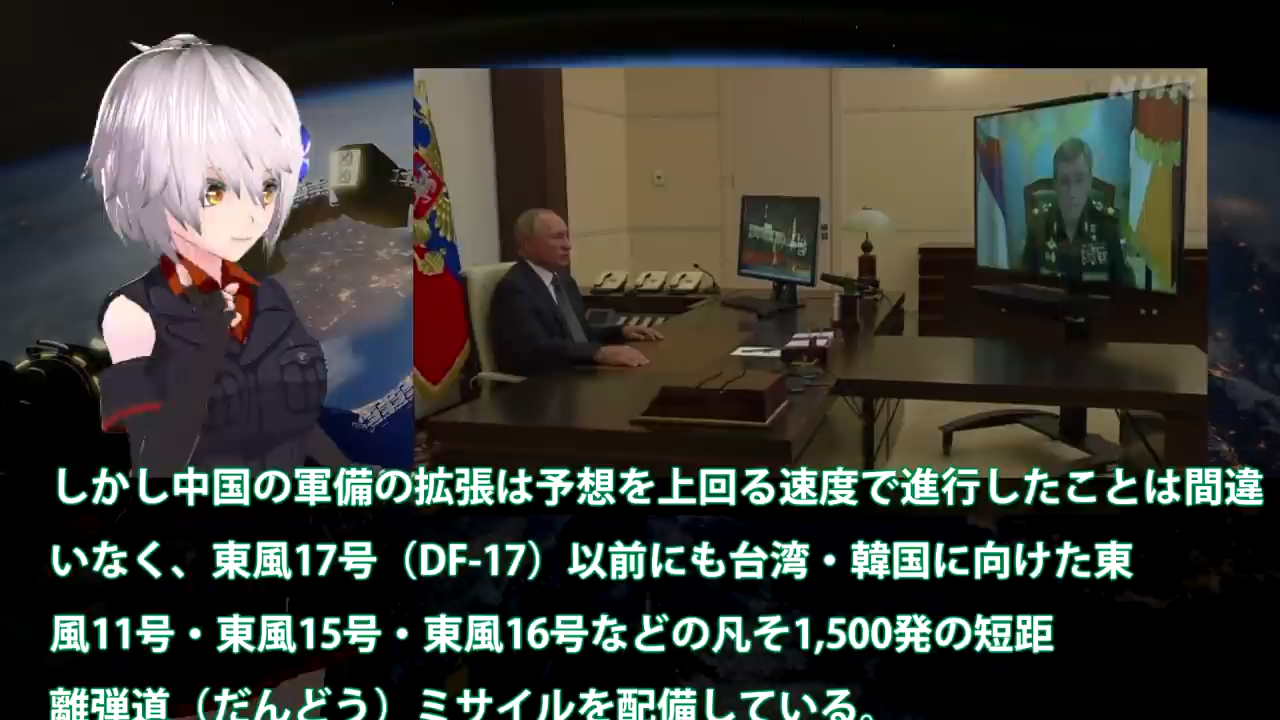 NHK
しかし中国の軍備の拡張は予想を上回る速度で進行したことは間違
いなく、東風17号（DF-17）以前にも台湾・韓国に向けた東
風11号・東風15号・東風16号などの凡そ1,500発の短距
離弾道（だんどう）ミサイルを配備している。